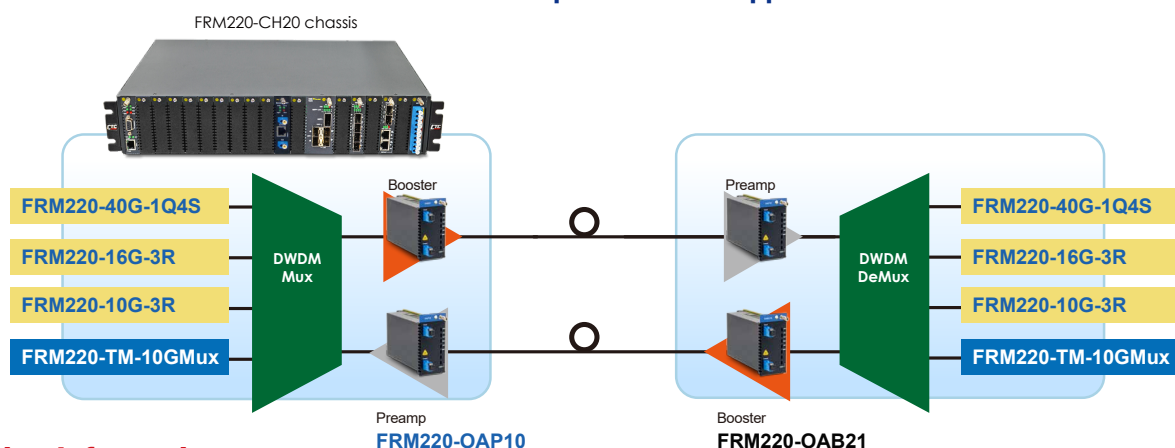 FRM220-CH20 chassis
Booster
Preamp
FRM220-40G-1Q4S
FRM220-40G-1Q4S
FRM220-16G-3R
DWDM
Mux
DWDM
DeMux
FRM220-16G-3R
FRM220-10G-3R
FRM220-10G-3R
FRM220-TM-10GMux
FRM220-TM-10GMux
Preamp
FRM220-OAP10
Booster
FRM220-OAB21